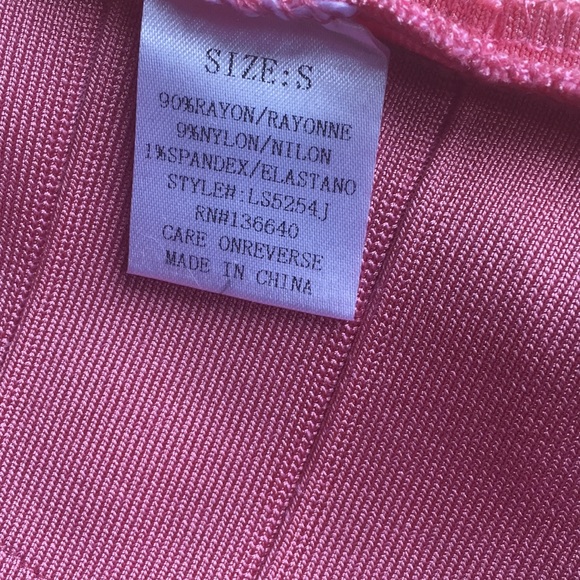 SIZE:S
90%RAYON/RAYONNE
9%NYLON/NILON
1%SPANDEX/ELASTANO
STYLE#:LS5254J
RN#136640
CARE ONREVERSE
MADE IN CHINA